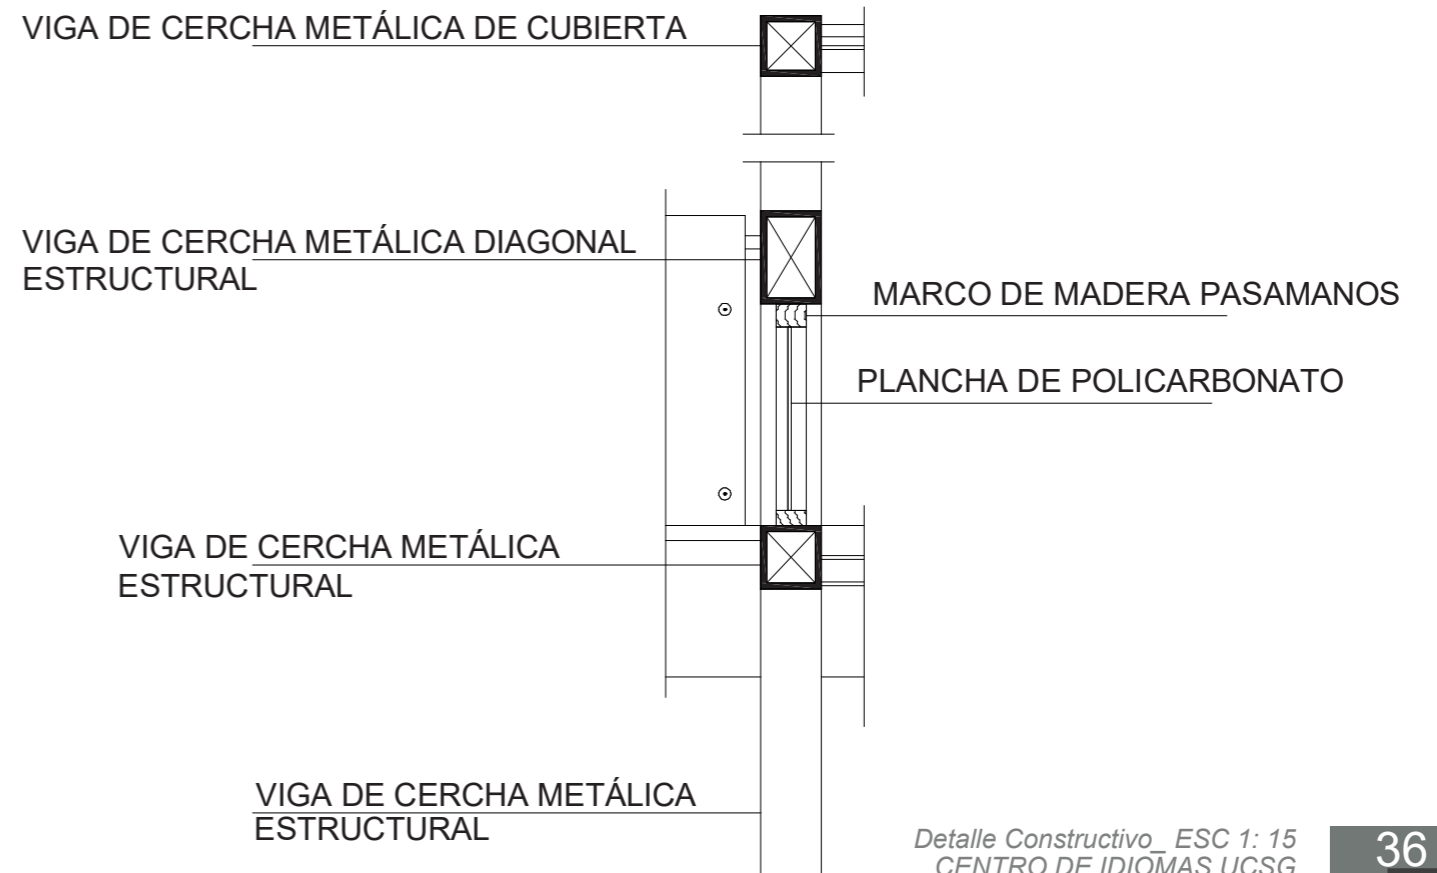 VIGA DE CERCHA METÁLICA DE CUBIERTA
VIGA DE CERCHA METÁLICA DIAGONAL
ESTRUCTURAL
MARCO DE MADERA PASAMANOS
PLANCHA DE POLICARBONATO
VIGA DE CERCHA METÁLICA
ESTRUCTURAL
VIGA DE CERCHA METÁLICA
ESTRUCTURAL
Detalle Constructivo_ ESC 1: 15
CENTRO DE IDIOMAS UCSG
36